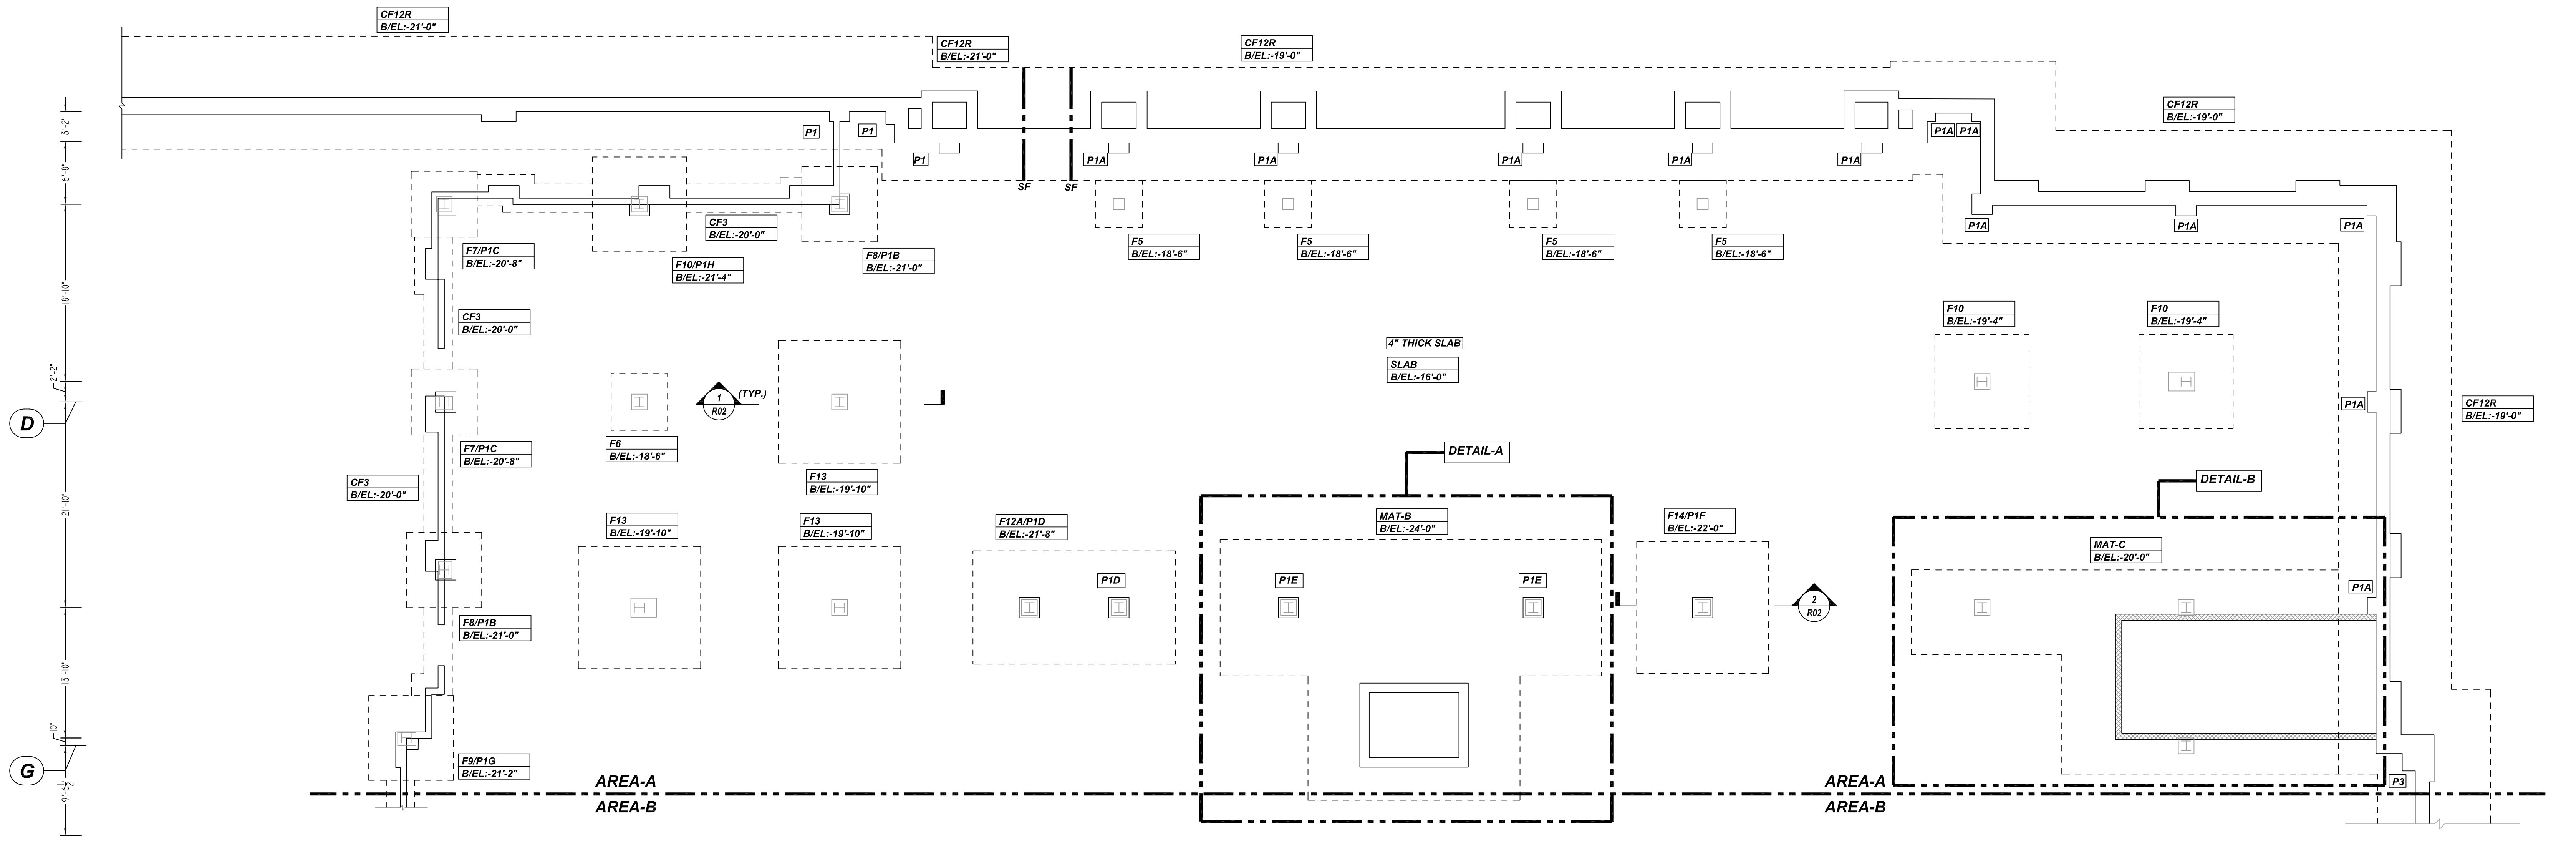 CF12R
B/EL:-21'-0"
CF12R
B/EL:-21'-0"
CF12R
B/EL:-19'-0"
CF12R
B/EL:-19'-0"
3'-2"
P1
P1
P1
P1A
P1A
P1A
P1A
P1A
P1A
P1A
6'-8"
SF
SF
P1A
P1A
P1A
CF3
B/EL:-20'-0"
F5
B/EL:-18'-6"
F5
B/EL:-18'-6"
F5
B/EL:-18'-6"
F5
B/EL:-18'-6"
F7/P1C
B/EL:-20'-8"
F10/P1H
B/EL:-21'-4"
F8/P1B
B/EL:-21'-0"
18'-10"
CF3
B/EL:-20'-0"
F10
B/EL:-19'-4"
F10
B/EL:-19'-4"
4" THICK SLAB
SLAB
B/EL:-16'-0"
2'-2"
1
R02
(TYP.)
P1A
CF12R
B/EL:-19'-0"
D
F7/P1C
B/EL:-20'-8"
F6
B/EL:-18'-6"
DETAIL-A
CF3
B/EL:-20'-0"
F13
B/EL:-19'-10"
DETAIL-B
21'-10"
F13
B/EL:-19'-10"
F13
B/EL:-19'-10"
F12A/P1D
B/EL:-21'-8"
MAT-B
B/EL:-24'-0"
F14/P1F
B/EL:-22'-0"
MAT-C
B/EL:-20'-0"
P1D
P1E
P1E
P1A
2
R02
F8/P1B
B/EL:-21'-0"
13'-10"
10"
G
F9/P1G
B/EL:-21'-2"
9'-6 1/2"
AREA-A
AREA-A
P3
AREA-B
AREA-B